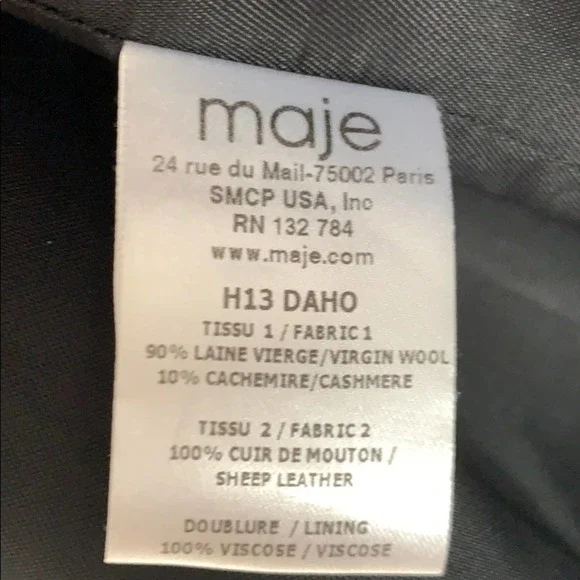 maje
24 rue du Mail-75002 Paris
SMCP USA, Inc
RN 132 784
www.maje.com
H13 DAHO
TISSU 1 / FABRIC 1
90% LAINE VIERGE/VIRGIN WOOL
10% CACHEMIRE/CASHMERE
TISSU 2 / FABRIC 2
100% CUIR DE MOUTON /
SHEEP LEATHER
DOUBLURE / LINING
100% VISCOSE / VISCOSE